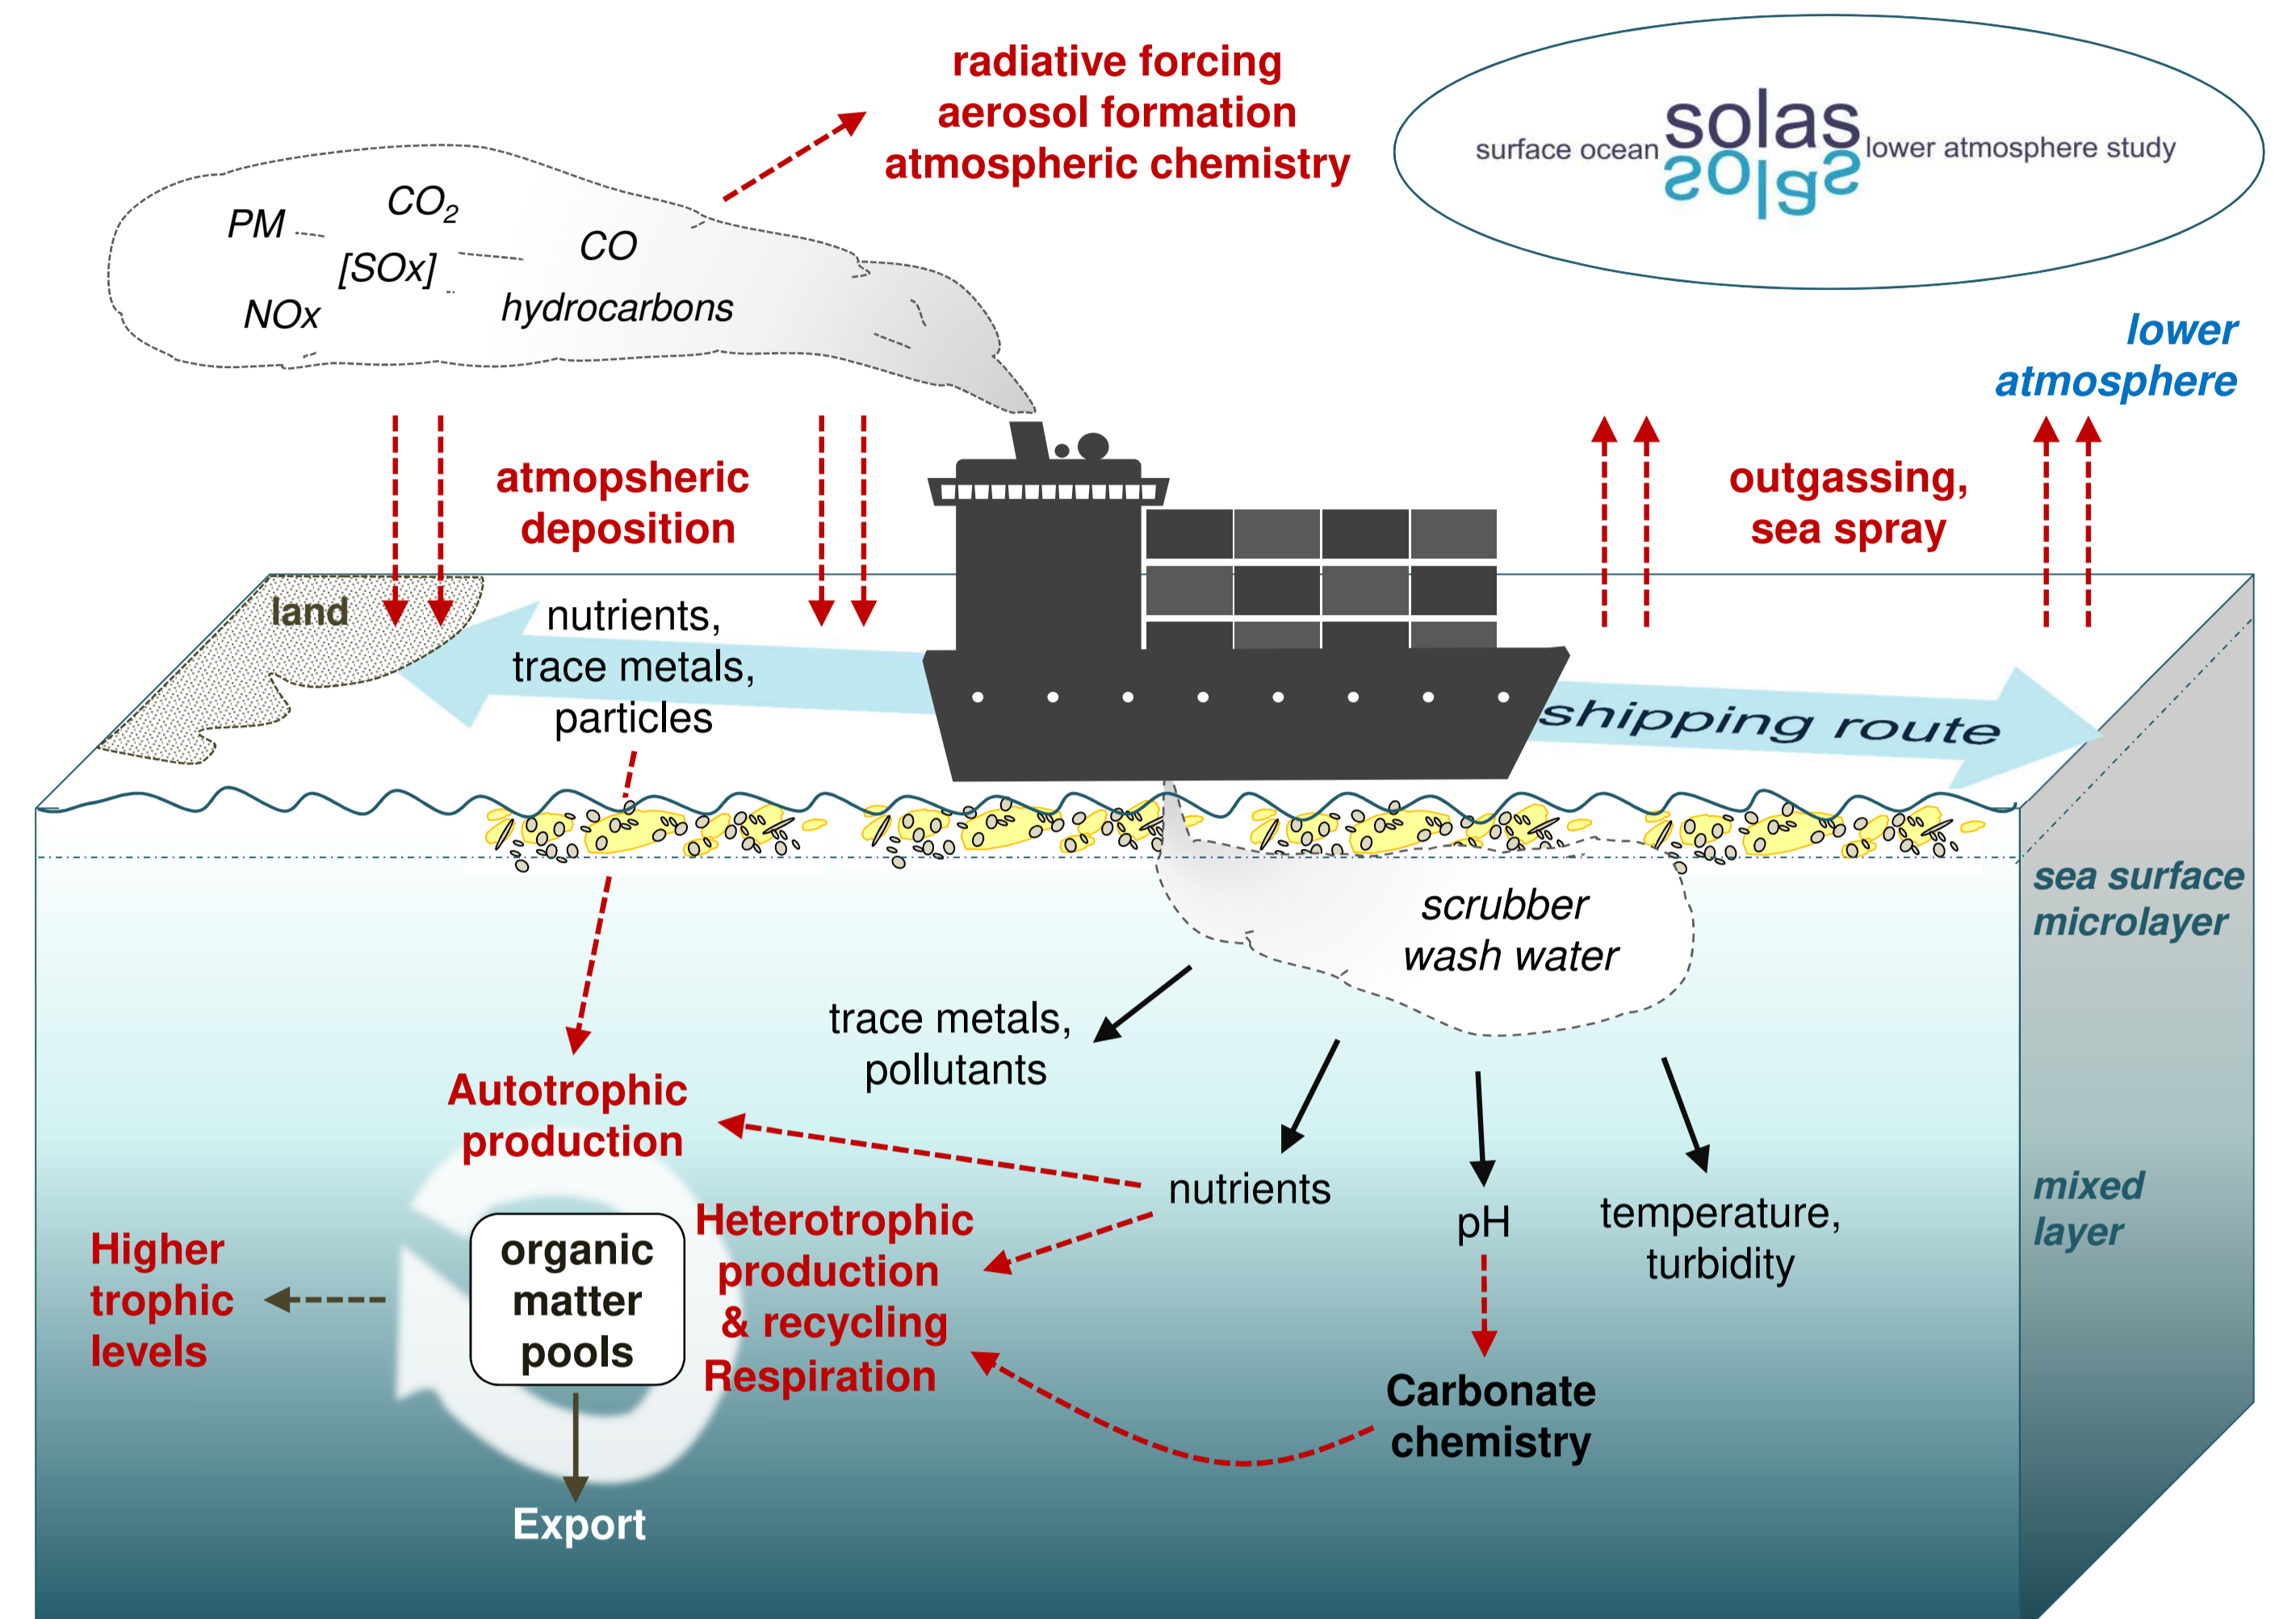 radiative forcing
aerosol formation
atmospheric chemistry
surface ocean solas lower atmosphere study
solas
PM
CO2
[SOx]
NOx
CO
hydrocarbons
lower
atmosphere
atmopsheric
deposition
outgassing,
sea spray
land
nutrients,
trace metals,
particles
shipping route
sea surface
microlayer
scrubber
wash water
trace metals,
pollutants
Autotrophic
production
nutrients
pH
temperature,
turbidity
mixed
layer
Higher
trophic
levels
organic
matter
pools
Heterotrophic
production
& recycling
Respiration
Carbonate
chemistry
Export